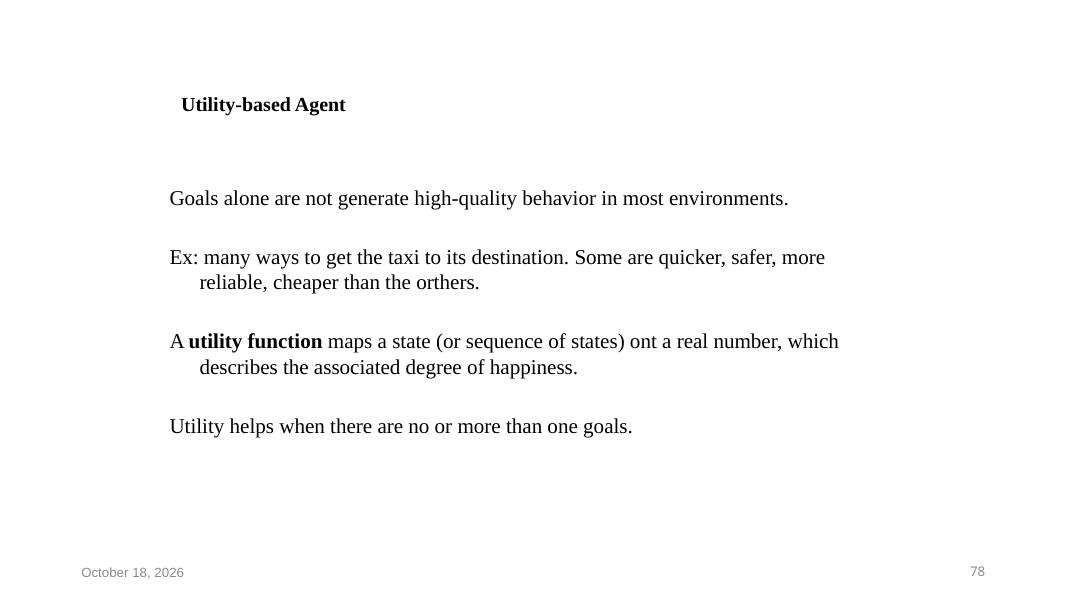 Utility-based Agent
Goals alone are not generate high-quality behavior in most environments.
Ex: many ways to get the taxi to its destination. Some are quicker, safer, more
reliable, cheaper than the orthers.
A utility function maps a state (or sequence of states) ont a real number, which
describes the associated degree of happiness.
Utility helps when there are no or more than one goals.
October 18, 2026
78